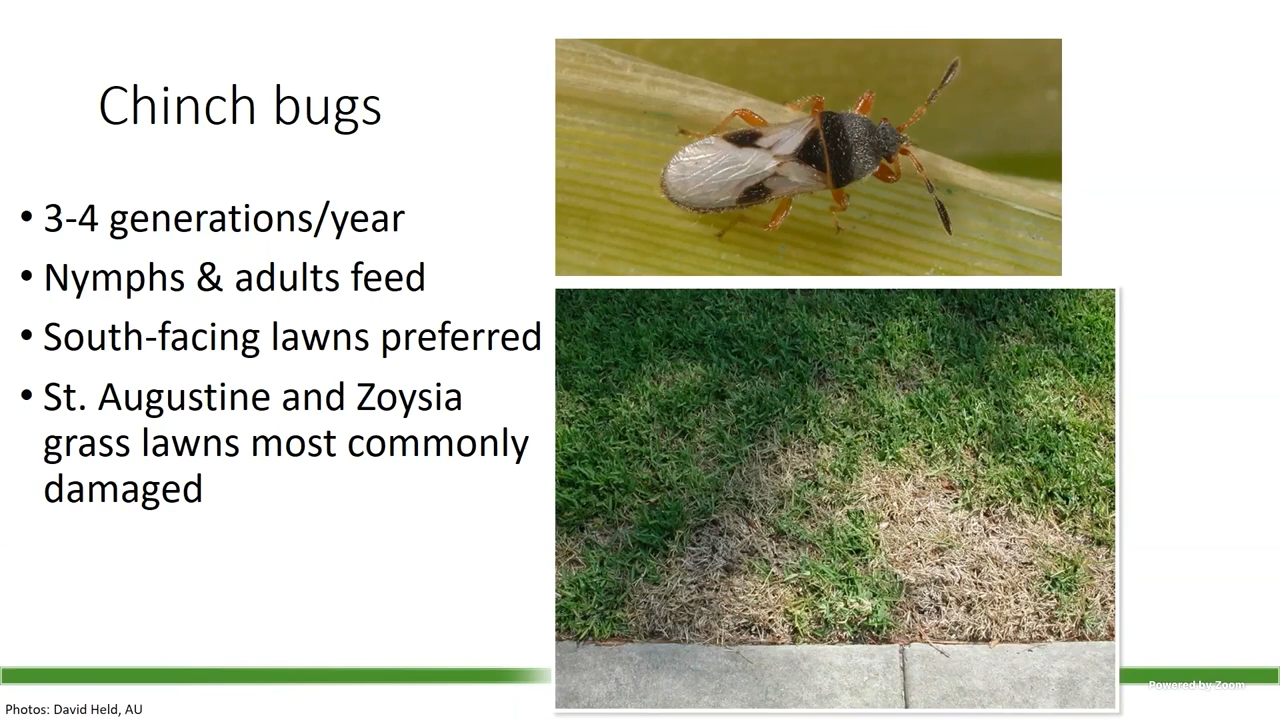 Chinch bugs
• 3-4 generations/year
• Nymphs & adults feed
• South-facing lawns preferred
• St. Augustine and Zoysia
grass lawns most commonly
damaged
Powered by Zoom
Photos: David Held, AU